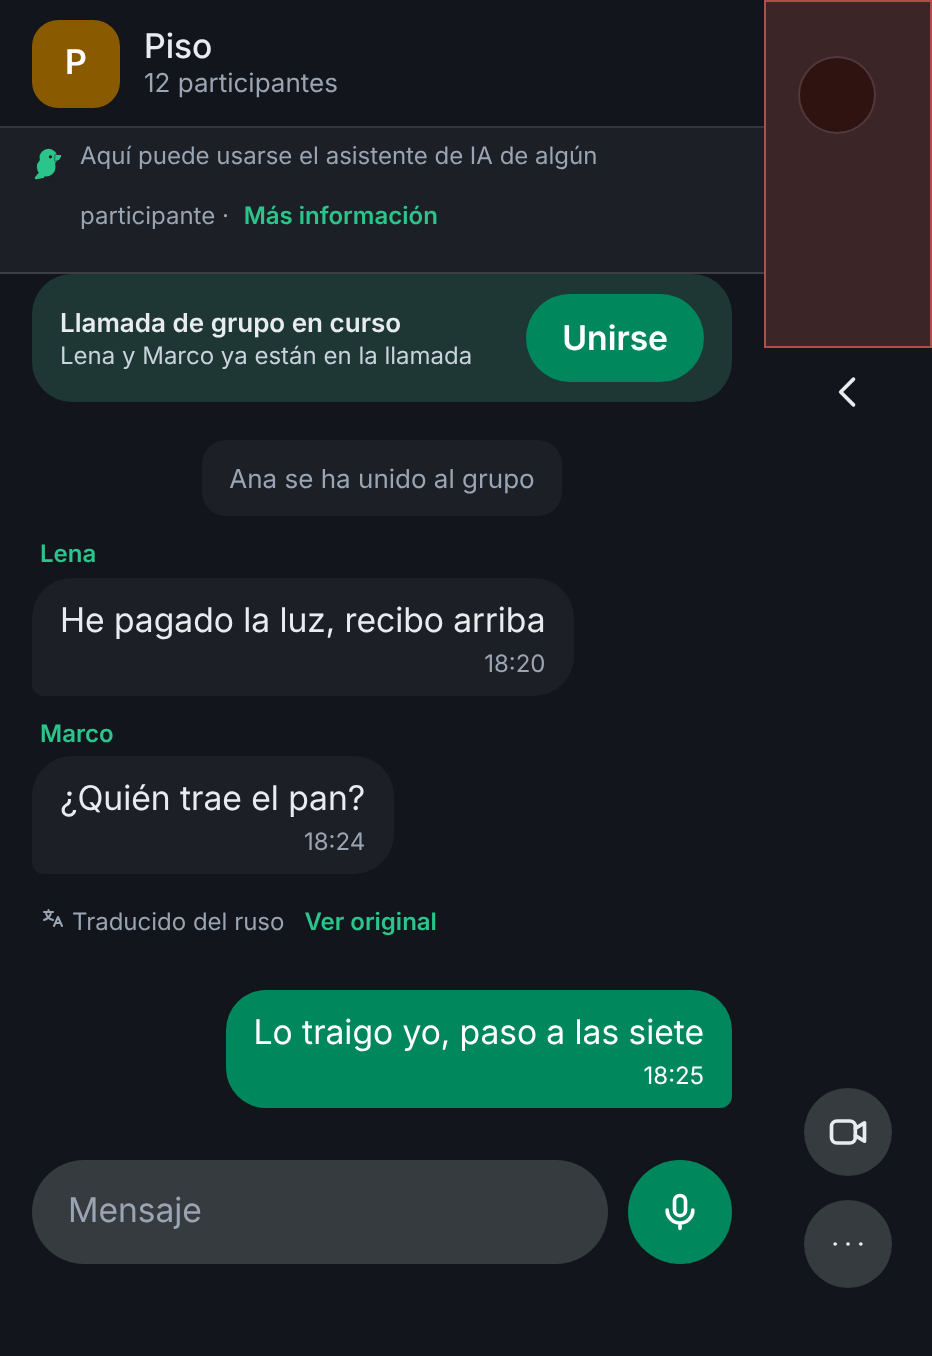 P
Piso
12 participantes
Aquí puede usarse el asistente de IA de algún
participante · Más información
Llamada de grupo en curso
Lena y Marco ya están en la llamada
Unirse
Ana se ha unido al grupo
Lena
He pagado la luz, recibo arriba
18:20
Marco
¿Quién trae el pan?
18:24
Traducido del ruso Ver original
Lo traigo yo, paso a las siete
18:25
Mensaje